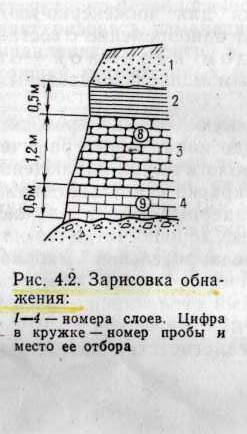 1
0,5м
2
⑧
1,2 м
3
0,6м
⑨
4
Рис. 4.2. Зарисовка обна-
жения:
1—4 — номера слоев. Цифра
в кружке — номер пробы и
место ее отбора